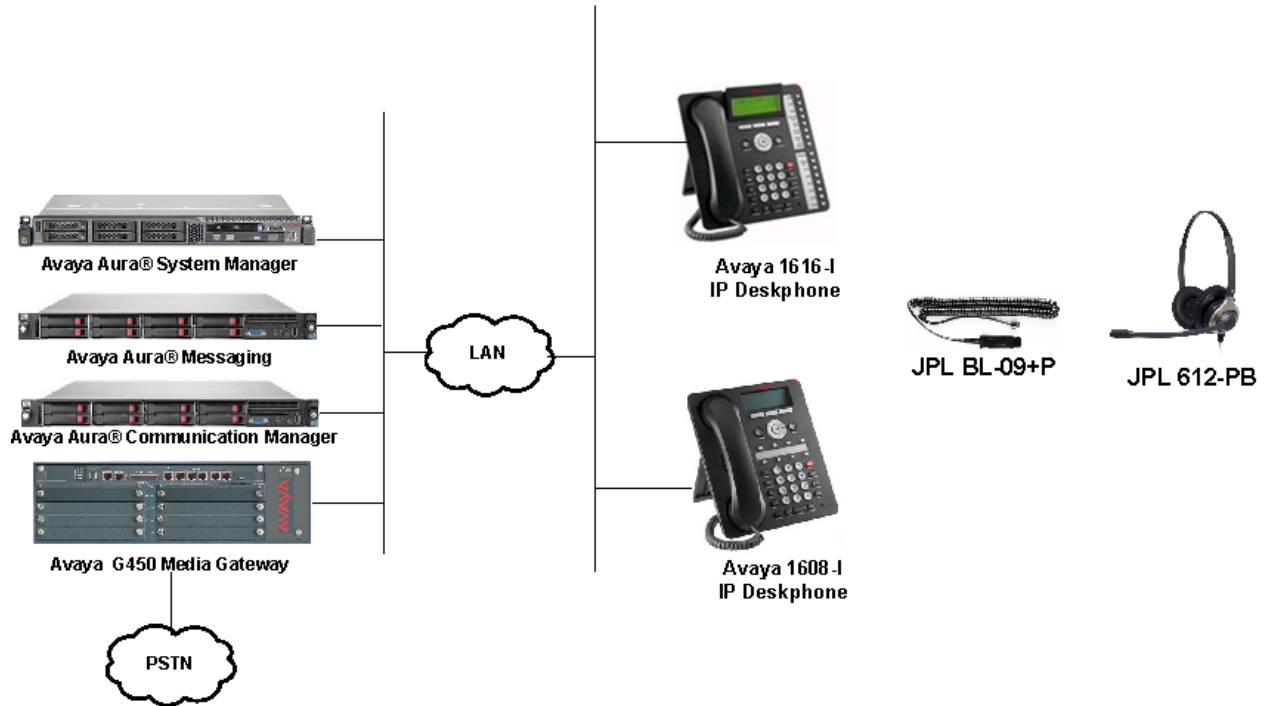 Avaya Aura® System Manager
Avaya Aura® Messaging
Avaya Aura® Communication Manager
AVAYA
Avaya G450 Media Gateway
PSTN
LAN
Avaya 1616-I
IP Deskphone
Avaya 1608-I
IP Deskphone
JPL BL-09+P
JPL 612-PB